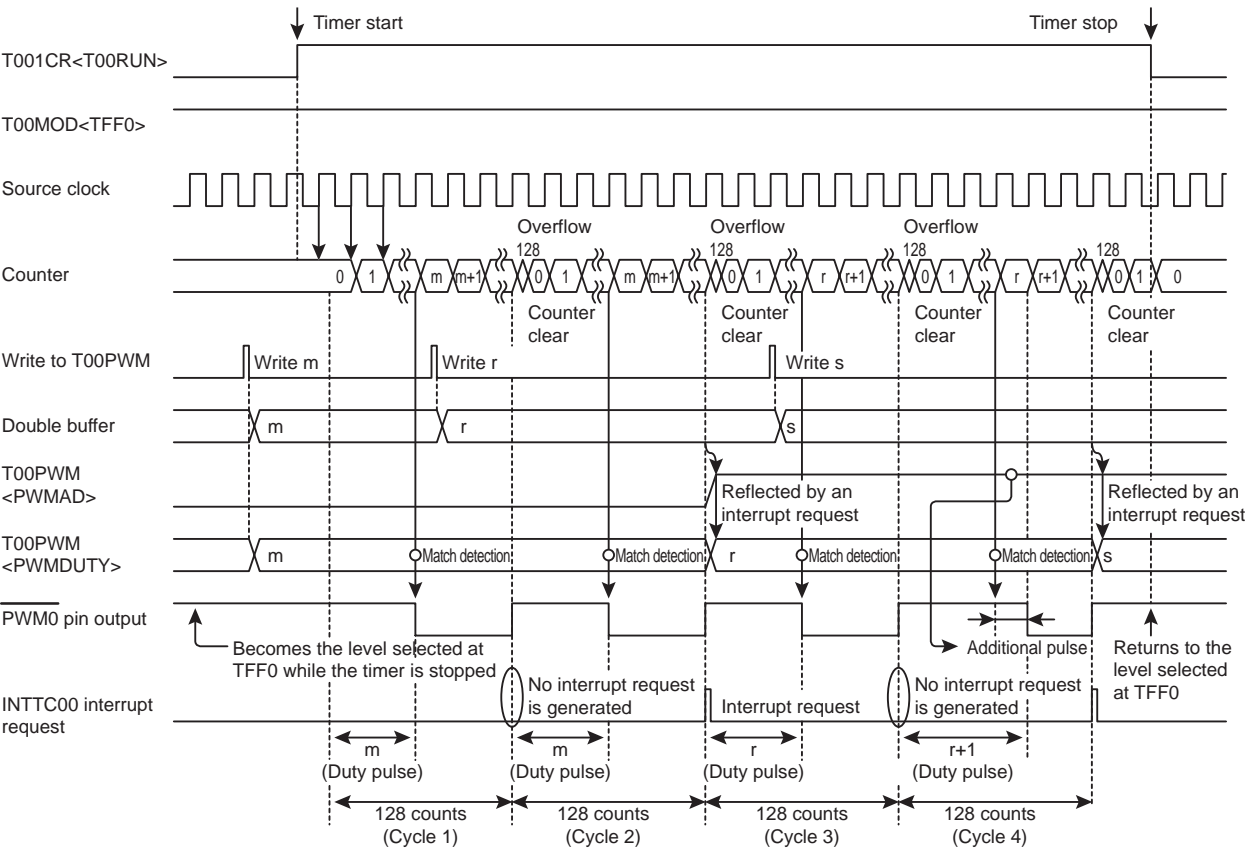 Timer start
Timer stop
T001CR<T00RUN>
T00MOD<TFF0>
Source clock
Overflow Overflow Overflow
128 128 128 128
Counter
0 1 m m+1 0 1 m m+1 0 1 r r+1 0 1 r r+1 0 1 0
Counter Counter Counter Counter
clear clear clear clear
Write to T00PWM
Write m Write r Write s
Double buffer
m r s
T00PWM
<PWMAD>
Reflected by an
interrupt request
Reflected by an
interrupt request
T00PWM
<PWMDUTY>
m Match detection Match detection r Match detection Match detection s
PWM0 pin output
Becomes the level selected at
TFF0 while the timer is stopped
Additional pulse
Returns to the
level selected
at TFF0
INTTC00 interrupt
request
No interrupt request
is generated
Interrupt request
No interrupt request
is generated
m m r r+1
(Duty pulse) (Duty pulse) (Duty pulse) (Duty pulse)
128 counts 128 counts 128 counts 128 counts
(Cycle 1) (Cycle 2) (Cycle 3) (Cycle 4)